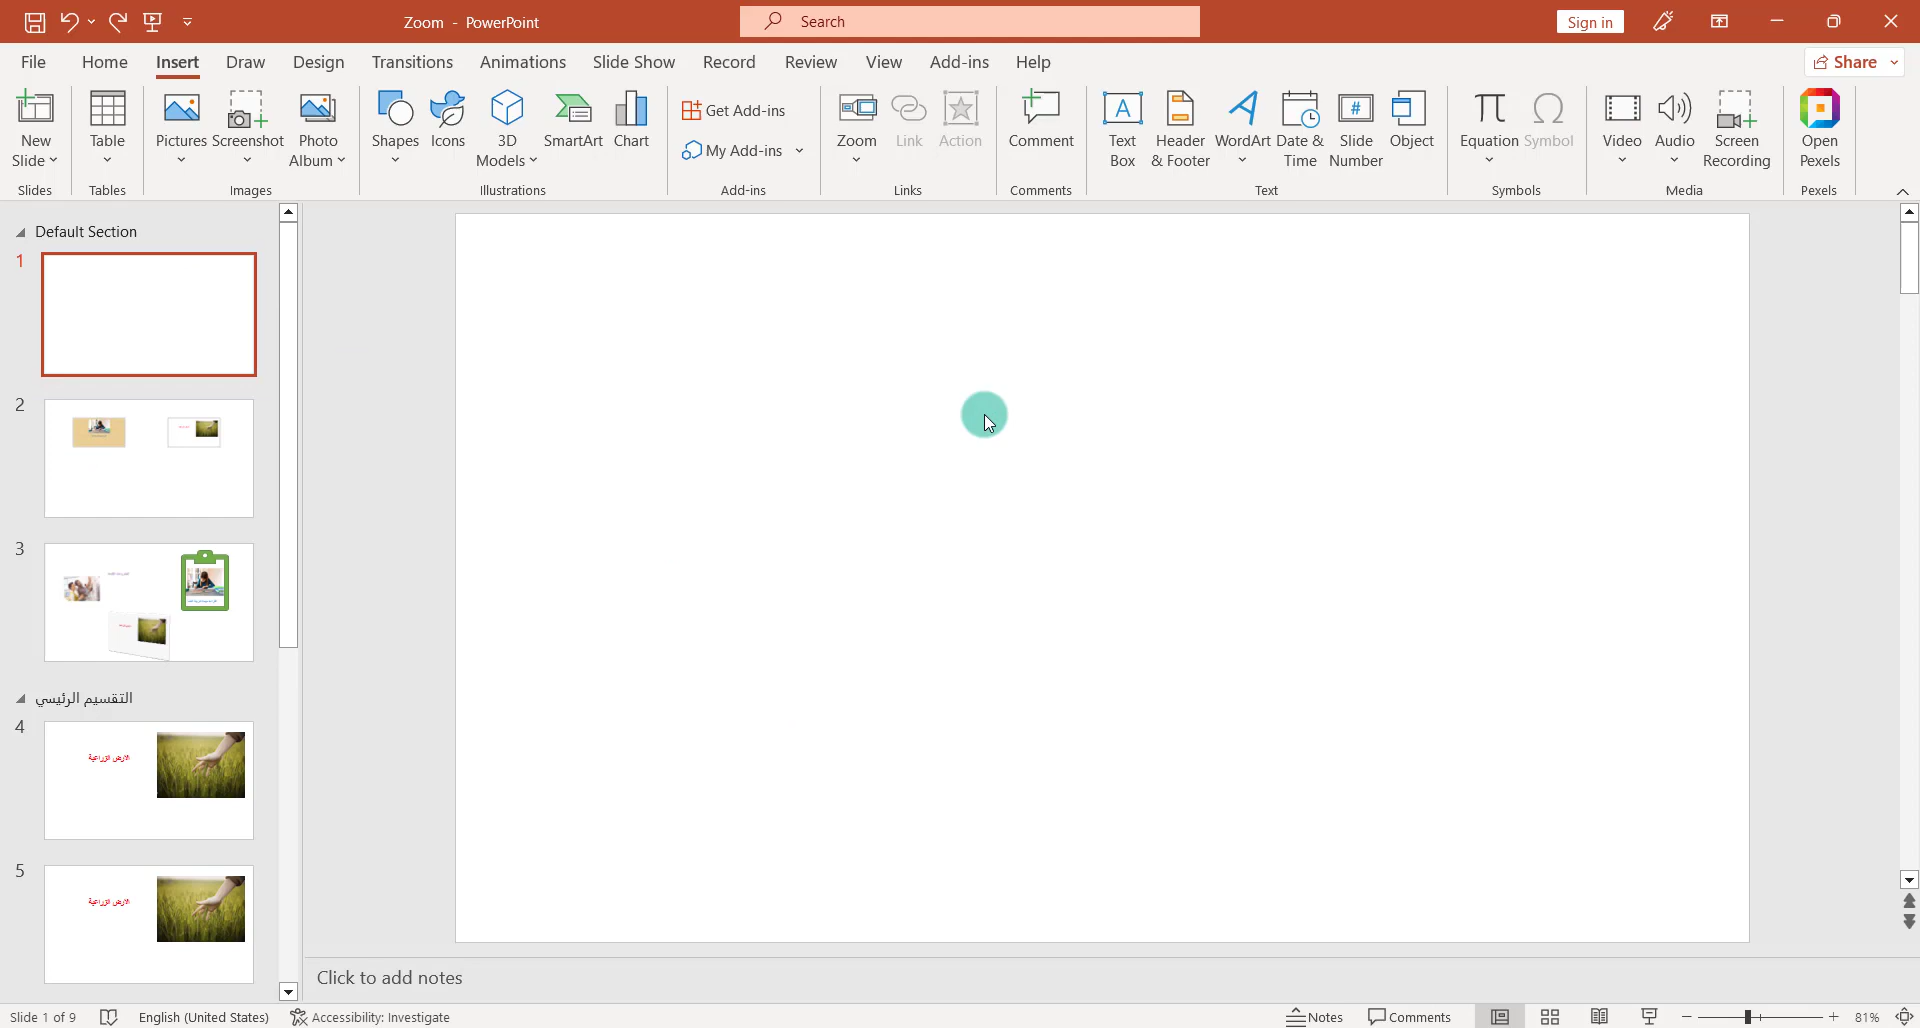 Zoom - PowerPoint
Search
Sign in
File Home Insert Draw Design Transitions Animations Slide Show Record Review View Add-ins Help
Share
New Slide
Table
Pictures
Screenshot
Photo Album
Shapes
Icons
3D Models
SmartArt
Chart
Get Add-ins
My Add-ins
Zoom
Link
Action
Comment
Text Box
Header & Footer
WordArt
Date & Time
Slide Number
Object
Equation
Symbol
Video
Audio
Screen Recording
Open Pexels
Slides Tables Images Illustrations Add-ins Links Comments Text Symbols Media Pexels
Default Section
1
2
3
التقسيم الرئيسي
4
الارض الزراعية
5
الارض الزراعية
Click to add notes
Slide 1 of 9 English (United States) Accessibility: Investigate Notes Comments 81%